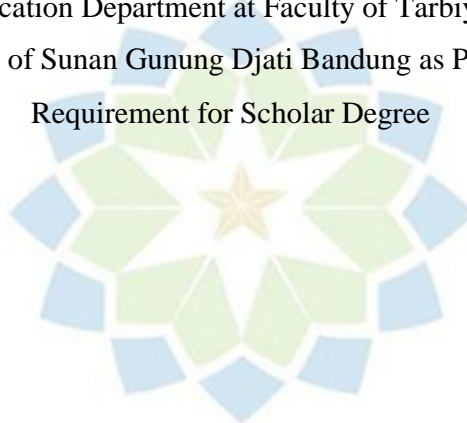 cation Department at Faculty of Tarbiy
of Sunan Gunung Djati Bandung as P
Requirement for Scholar Degree